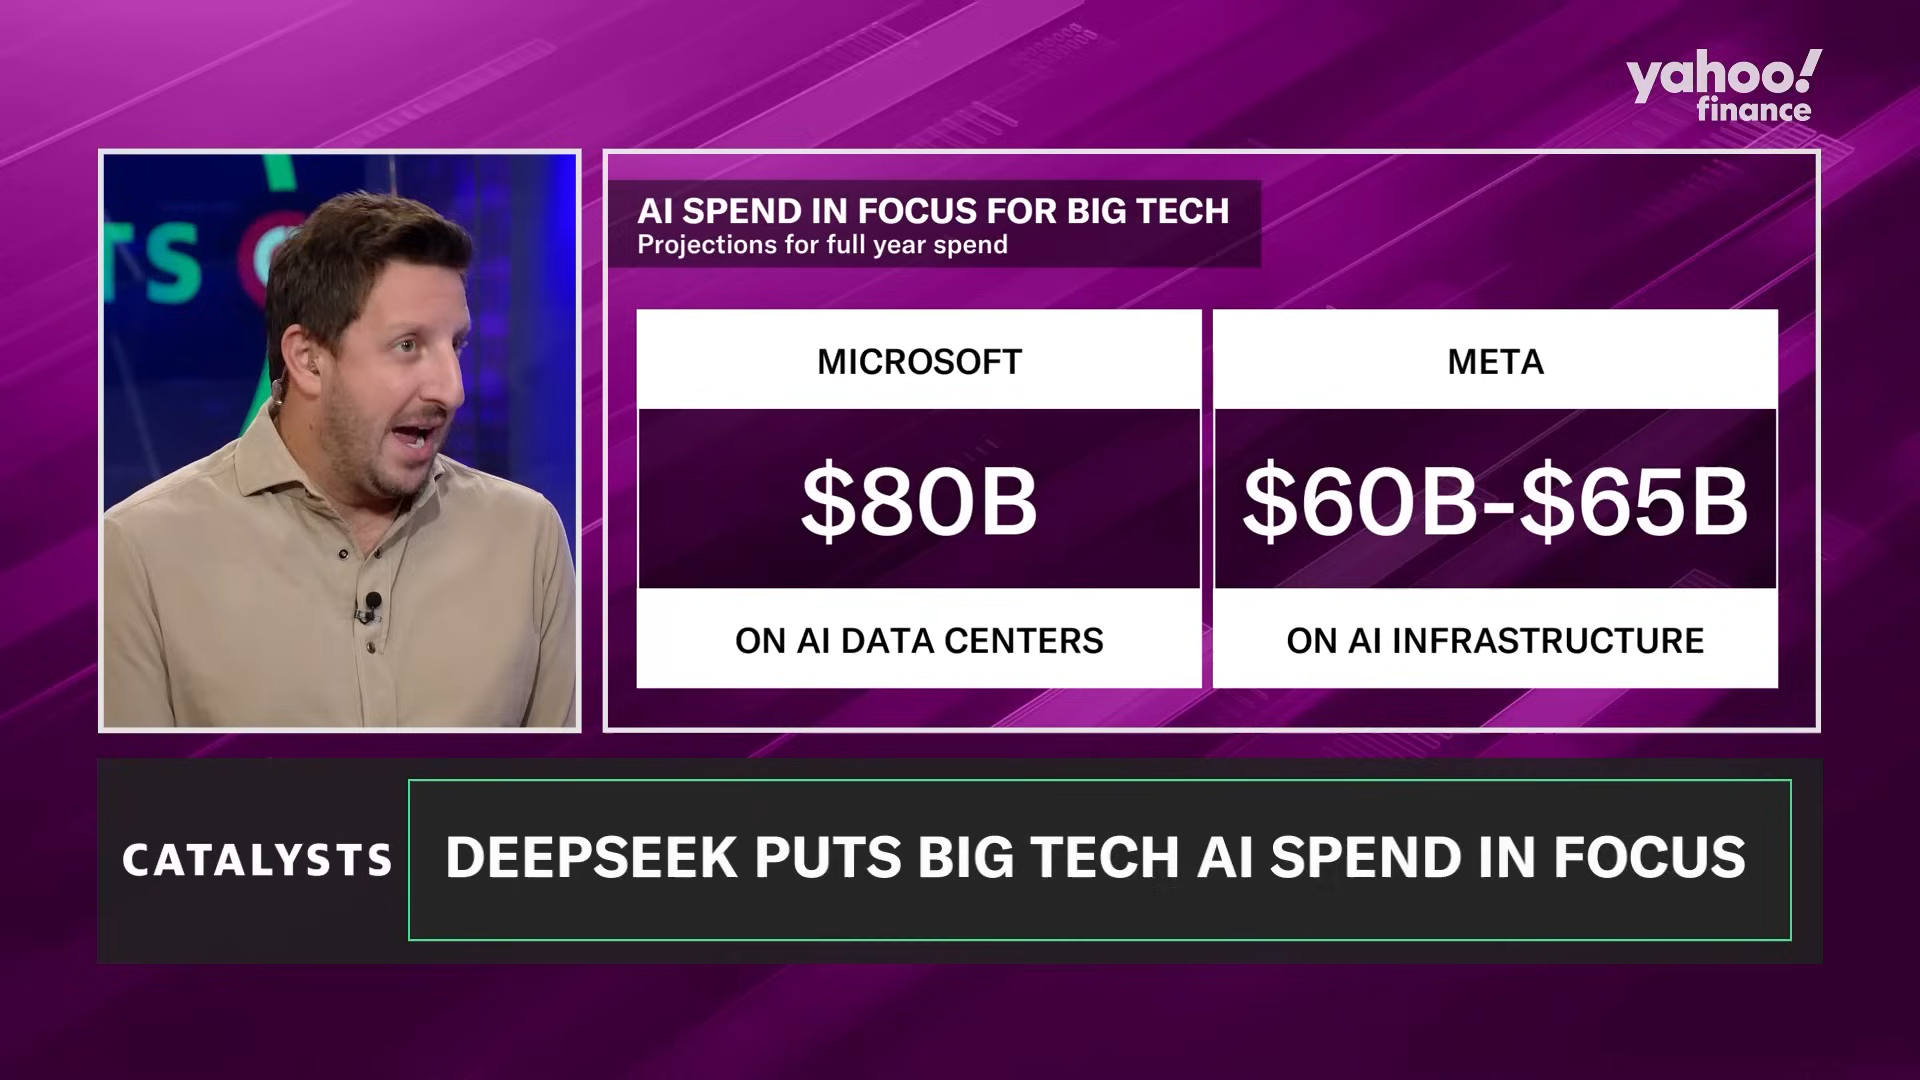 yahoo!
finance
TS
AI SPEND IN FOCUS FOR BIG TECH
Projections for full year spend
MICROSOFT
$80B
ON AI DATA CENTERS
META
$60B-$65B
ON AI INFRASTRUCTURE
CATALYSTS
DEEPSEEK PUTS BIG TECH AI SPEND IN FOCUS